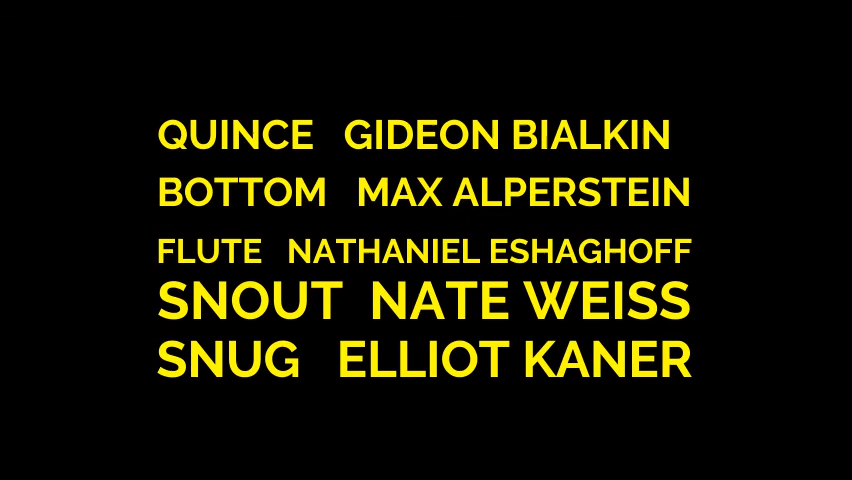 QUINCE GIDEON BIALKIN
BOTTOM MAX ALPERSTEIN
FLUTE NATHANIEL ESHAGHOFF
SNOUT NATE WEISS
SNUG ELLIOT KANER